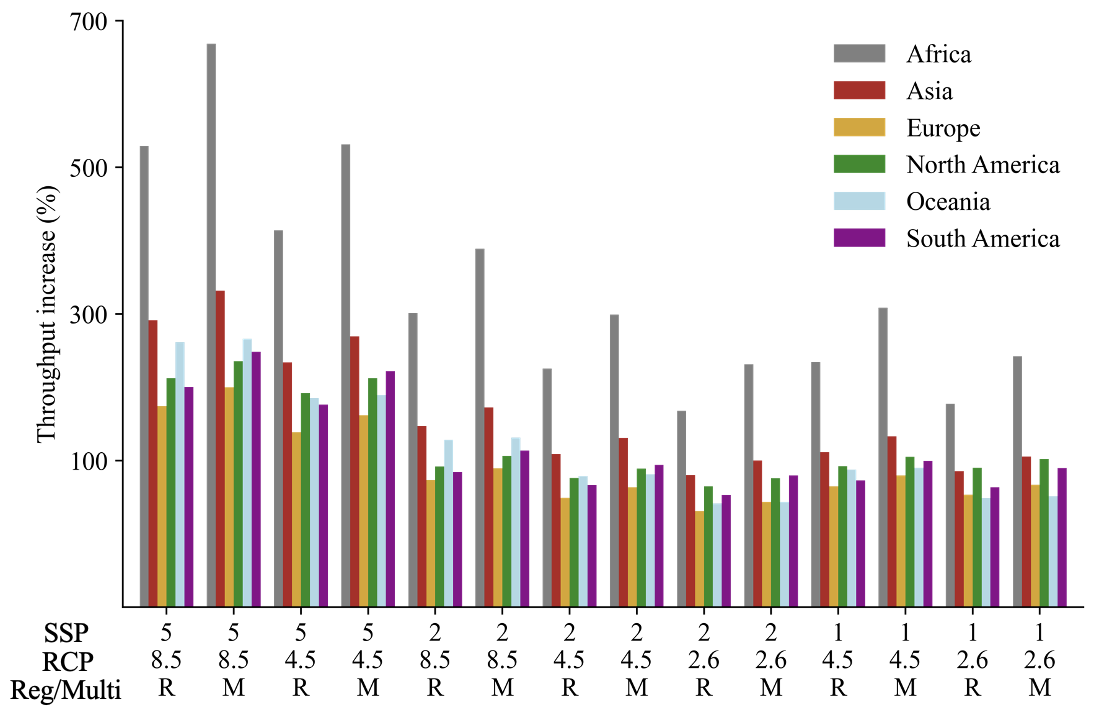 700
500
300
100
Throughput increase (%)
Africa
Asia
Europe
North America
Oceania
South America
SSP 5 5 5 5 2 2 2 2 2 2 1 1 1 1
RCP 8.5 8.5 4.5 4.5 8.5 8.5 4.5 4.5 2.6 2.6 4.5 4.5 2.6 2.6
Reg/Multi R M R M R M R M R M R M R M